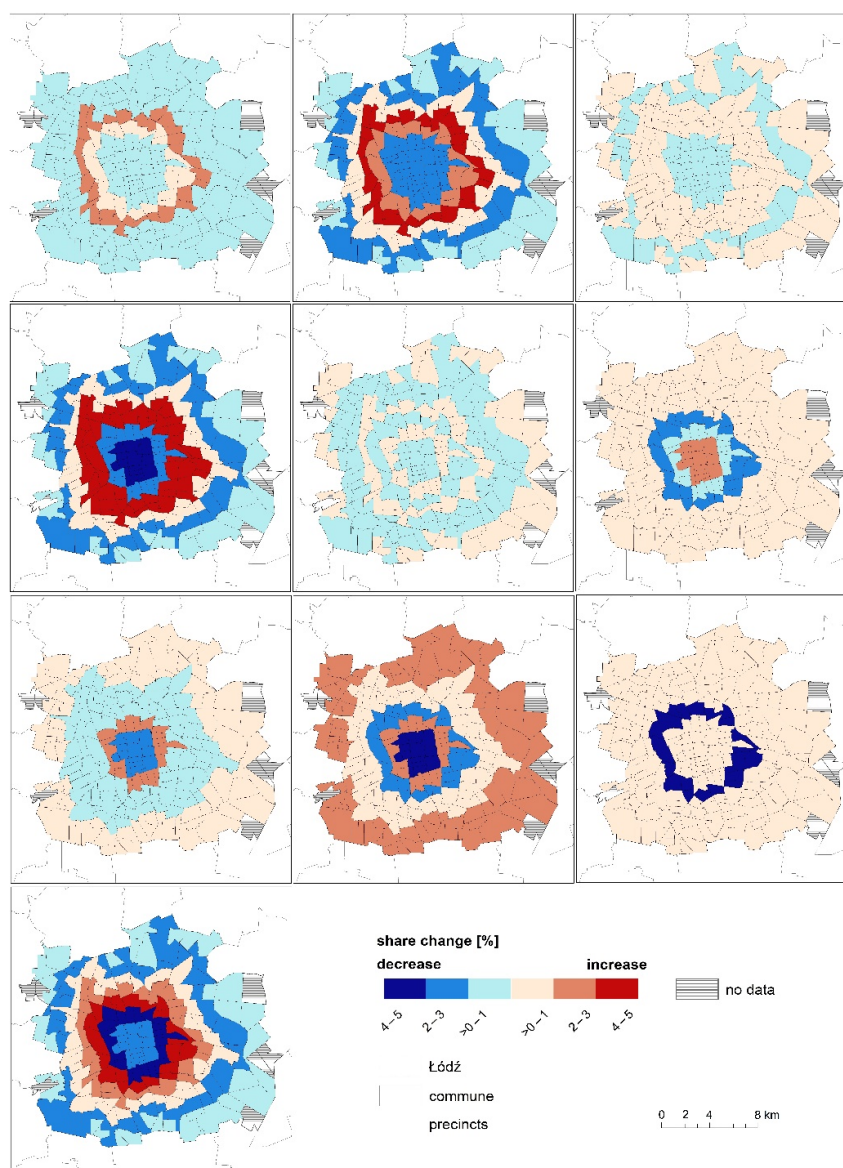 share change [%]
decrease increase
4 – 5 2 – 3 >0 – 1 >0 – 1 2 – 3 4 – 5
no data
Łódź
commune
precincts
0 2 4 8 km